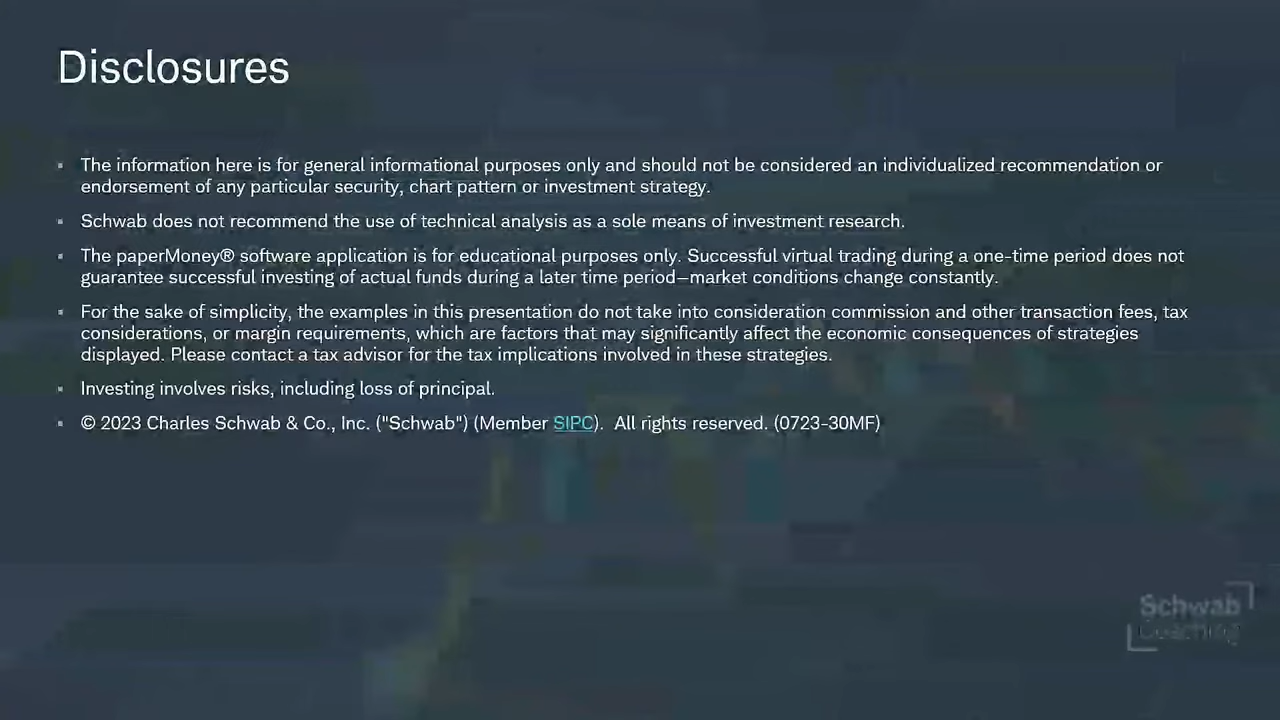 Disclosures
▪ The information here is for general informational purposes only and should not be considered an individualized recommendation or
endorsement of any particular security, chart pattern or investment strategy.
▪ Schwab does not recommend the use of technical analysis as a sole means of investment research.
▪ The paperMoney® software application is for educational purposes only. Successful virtual trading during a one-time period does not
guarantee successful investing of actual funds during a later time period—market conditions change constantly.
▪ For the sake of simplicity, the examples in this presentation do not take into consideration commission and other transaction fees, tax
considerations, or margin requirements, which are factors that may significantly affect the economic consequences of strategies
displayed. Please contact a tax advisor for the tax implications involved in these strategies.
▪ Investing involves risks, including loss of principal.
▪ © 2023 Charles Schwab & Co., Inc. ("Schwab") (Member SIPC).  All rights reserved. (0723-30MF)
Schwab
Coaching